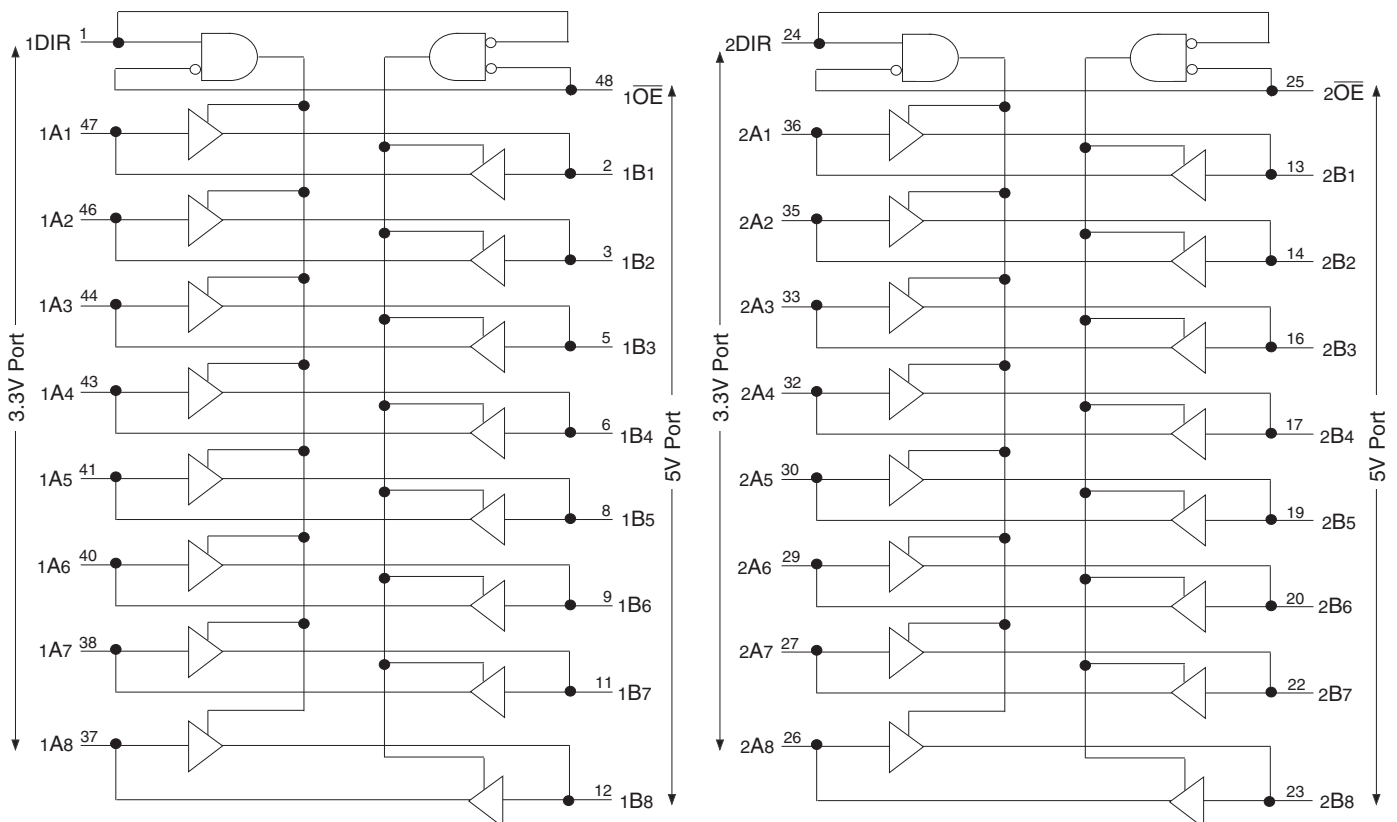 1DIR 1
48 1OE
1A1 47
2 1B1
1A2 46
3 1B2
1A3 44
5 1B3
1A4 43
6 1B4
1A5 41
8 1B5
1A6 40
9 1B6
1A7 38
11 1B7
1A8 37
12 1B8
3.3V Port
5V Port
2DIR 24
25 2OE
2A1 36
13 2B1
2A2 35
14 2B2
2A3 33
16 2B3
2A4 32
17 2B4
2A5 30
19 2B5
2A6 29
20 2B6
2A7 27
22 2B7
2A8 26
23 2B8
3.3V Port
5V Port